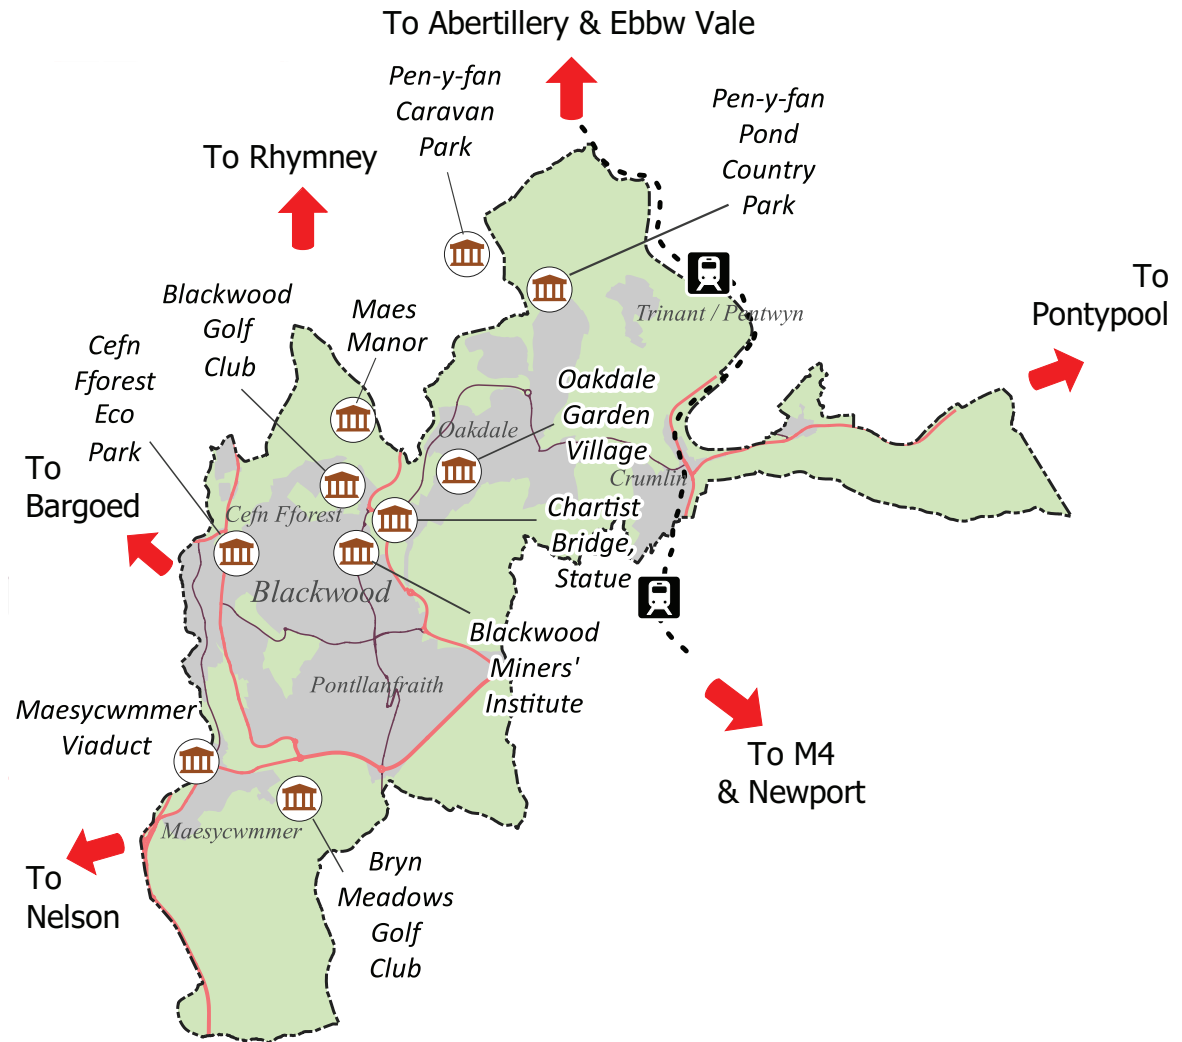 To Abertillery & Ebbw Vale
Pen-y-fan
Caravan
Park
Pen-y-fan
Pond
Country
Park
To Rhymney
To
Pontypool
Blackwood
Golf
Club
Maes
Manor
Trinant / Pentwyn
Cefn
Fforest
Eco
Park
Oakdale
Garden
Village
Oakdale
To
Bargoed
Crumlin
Cefn Fforest
Chartist
Bridge,
Statue
Blackwood
Blackwood
Miners'
Institute
Pontllanfraith
Maesycwmmer
Viaduct
To M4
& Newport
Maesycwmmer
To
Nelson
Bryn
Meadows
Golf
Club